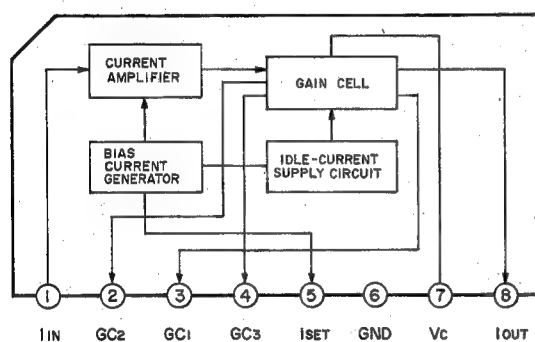 CURRENT
AMPLIFIER
GAIN CELL
BIAS
CURRENT
GENERATOR
IDLE-CURRENT
SUPPLY CIRCUIT
1 2 3 4 5 6 7 8
IIN GC2 GC1 GC3 ISET GND VC IOUT